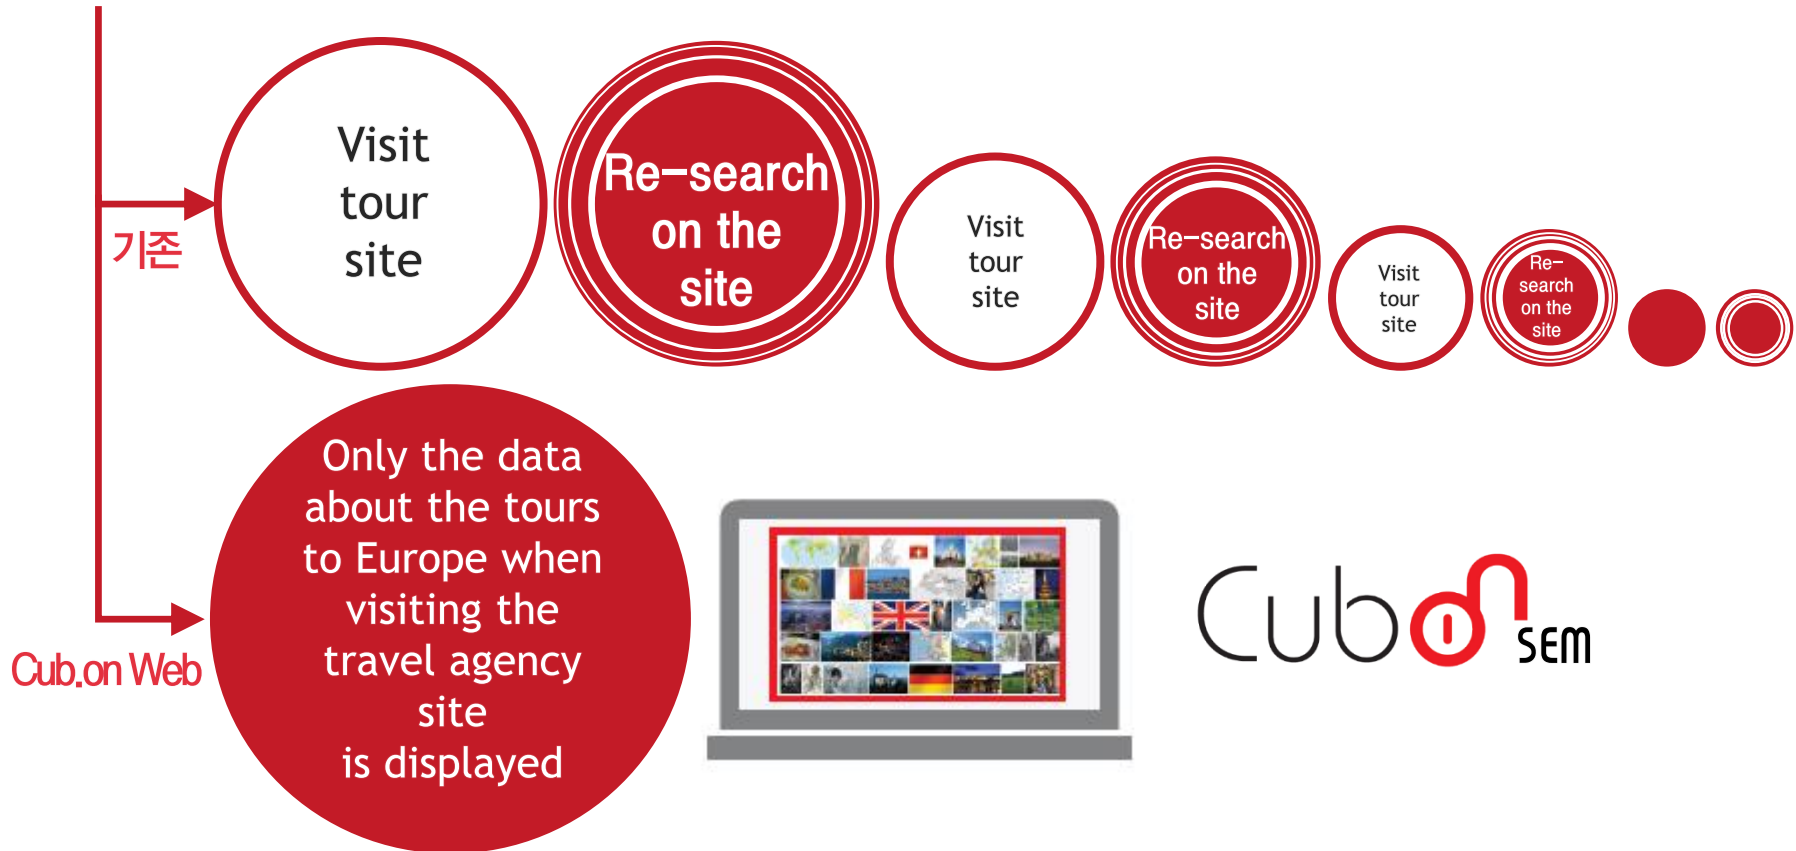 Visit
tour
site
Re-search
on the
site
Visit
tour
site
Re-search
on the
site
Visit
tour
site
Re-
search
on the
site
기존
Only the data
about the tours
to Europe when
visiting the
travel agency
site
is displayed
Cub.on Web
Cubon
SEM